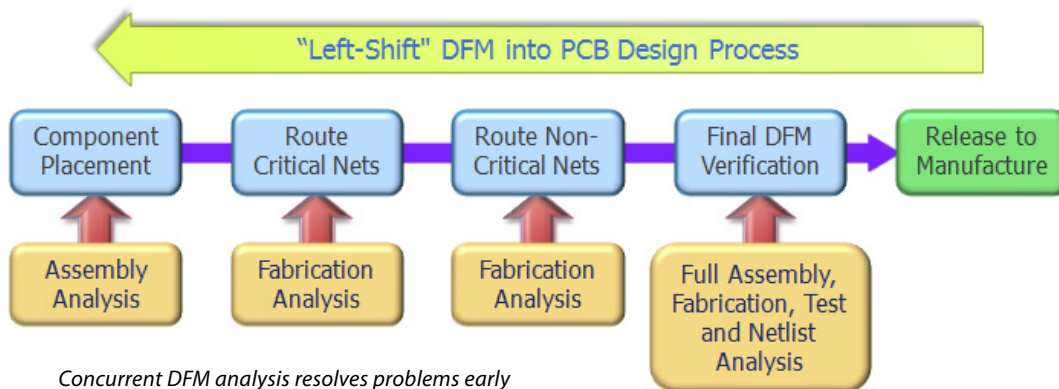 “Left-Shift" DFM into PCB Design Process
Component
Placement
Route
Critical Nets
Route Non-
Critical Nets
Final DFM
Verification
Release to
Manufacture
Assembly
Analysis
Fabrication
Analysis
Fabrication
Analysis
Full Assembly,
Fabrication, Test
and Netlist
Analysis
Concurrent DFM analysis resolves problems early